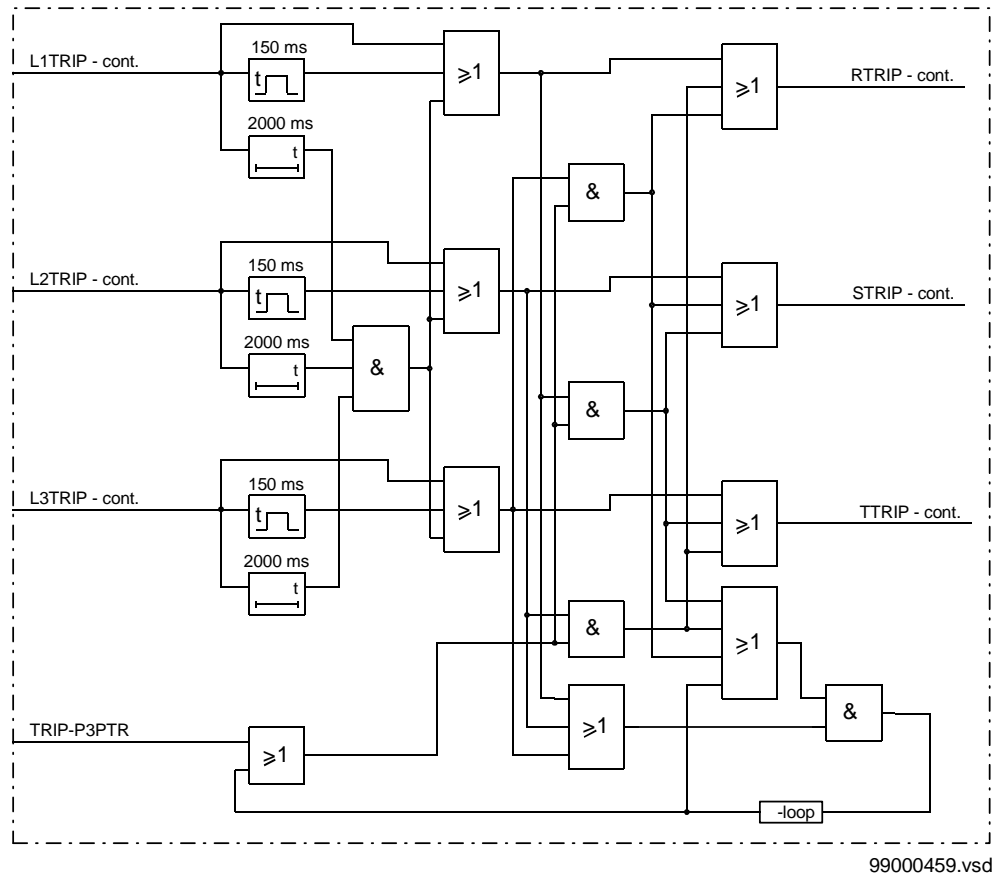 150 ms
L1TRIP - cont.
t
≥1
RTRIP - cont.
≥1
2000 ms
t
&
150 ms
L2TRIP - cont.
t
≥1
STRIP - cont.
≥1
2000 ms
t
&
&
150 ms
L3TRIP - cont.
t
≥1
TTRIP - cont.
≥1
2000 ms
t
&
≥1
TRIP-P3PTR
≥1
≥1
&
-loop
99000459.vsd